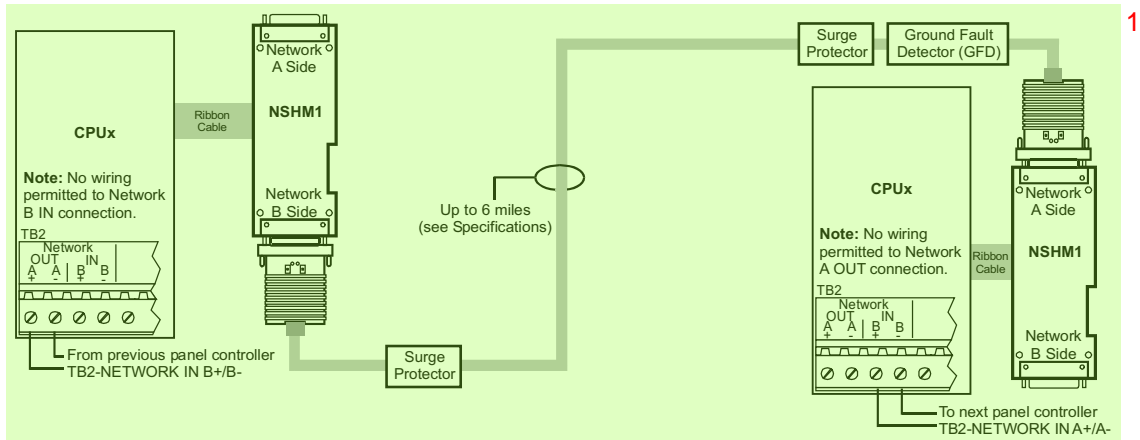 1
Network
A Side
NSHM1
Network
B Side
Ribbon
Cable
CPUx
Note: No wiring
permitted to Network
B IN connection.
TB2
Network
OUT IN
A A B B
+ - + -
From previous panel controller
TB2-NETWORK IN B+/B-
Surge
Protector
Up to 6 miles
(see Specifications)
Surge
Protector
Ground Fault
Detector (GFD)
CPUx
Note: No wiring
permitted to Network
A OUT connection.
TB2
Network
OUT IN
A A B B
+ - + -
Ribbon
Cable
Network
A Side
NSHM1
Network
B Side
To next panel controller
TB2-NETWORK IN A+/A-